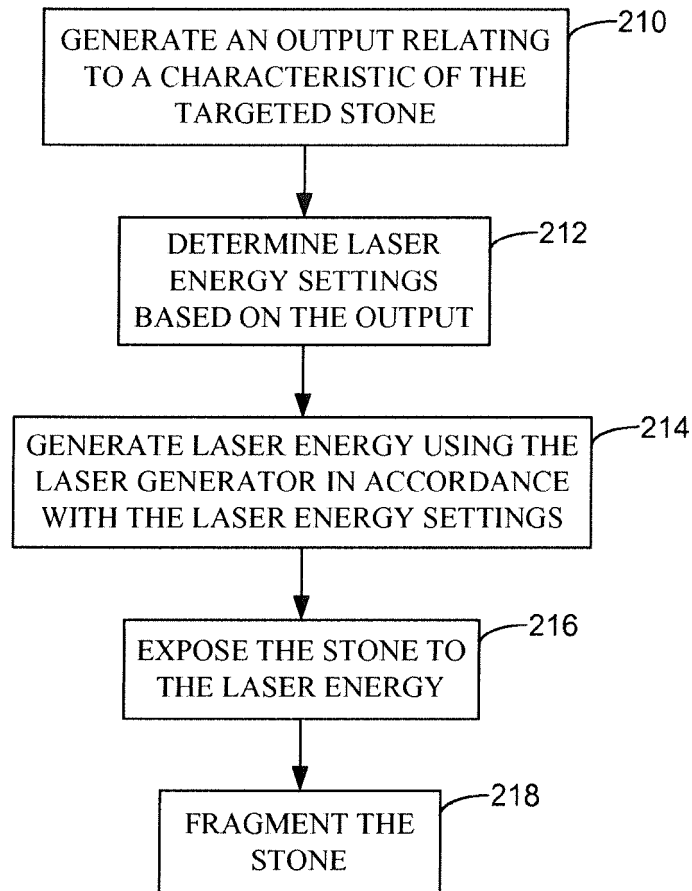 GENERATE AN OUTPUT RELATING
TO A CHARACTERISTIC OF THE
TARGETED STONE
210
DETERMINE LASER
ENERGY SETTINGS
BASED ON THE OUTPUT
212
GENERATE LASER ENERGY USING THE
LASER GENERATOR IN ACCORDANCE
WITH THE LASER ENERGY SETTINGS
214
EXPOSE THE STONE TO
THE LASER ENERGY
216
FRAGMENT THE
STONE
218